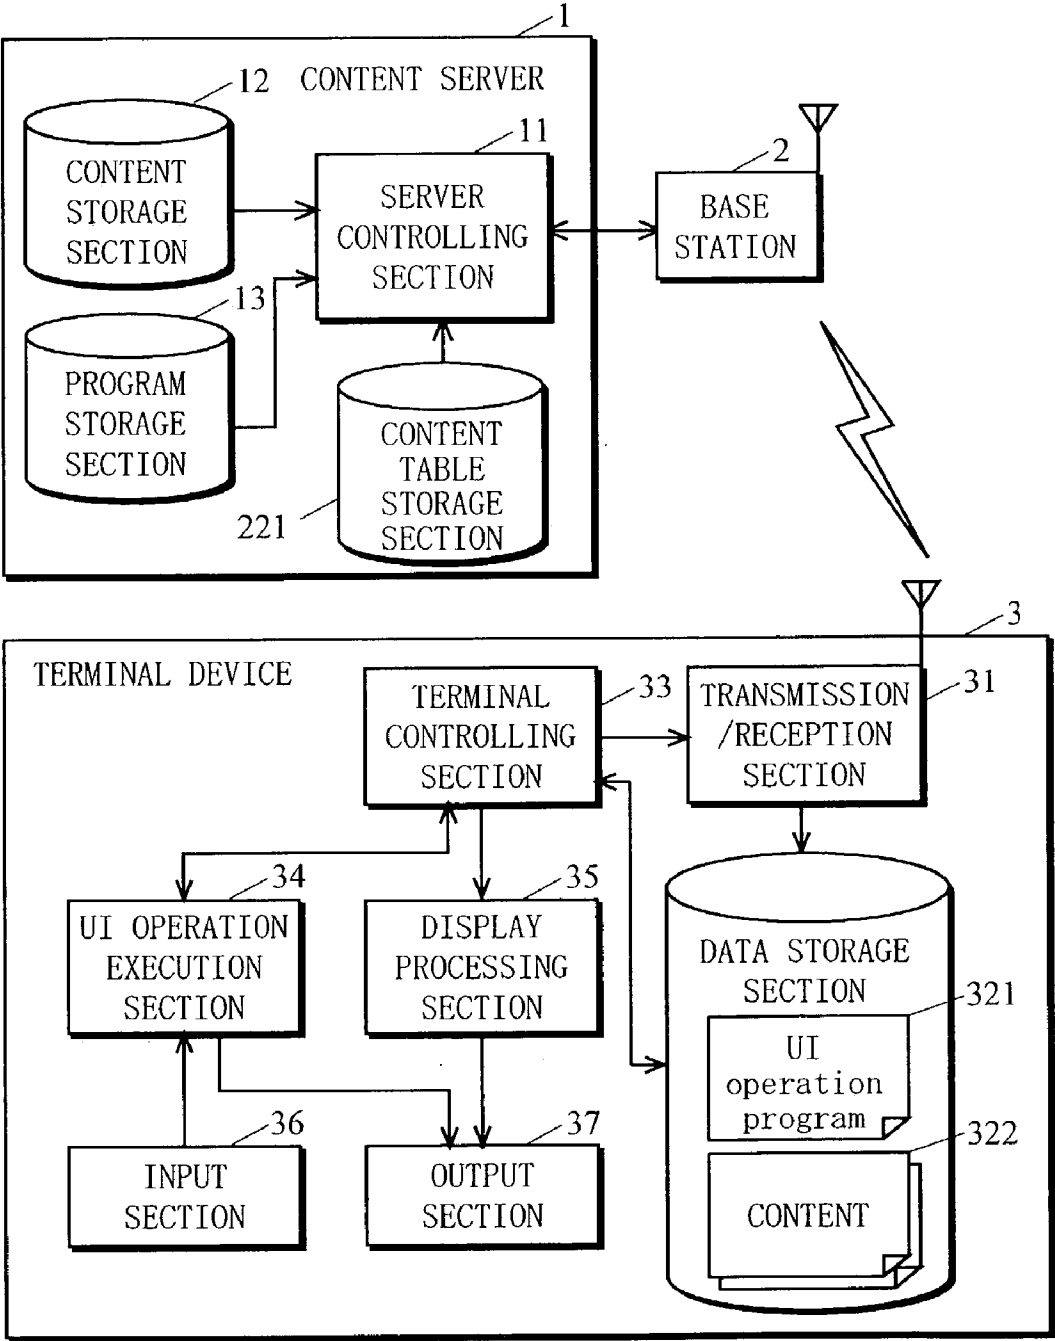 1
CONTENT SERVER
12
CONTENT
STORAGE
SECTION
11
SERVER
CONTROLLING
SECTION
2
BASE
STATION
13
PROGRAM
STORAGE
SECTION
CONTENT
TABLE
STORAGE
SECTION
221
3
TERMINAL DEVICE
33
TERMINAL
CONTROLLING
SECTION
31
TRANSMISSION
/RECEPTION
SECTION
34
UI OPERATION
EXECUTION
SECTION
35
DISPLAY
PROCESSING
SECTION
DATA STORAGE
SECTION
321
UI
operation
program
36
INPUT
SECTION
37
OUTPUT
SECTION
322
CONTENT